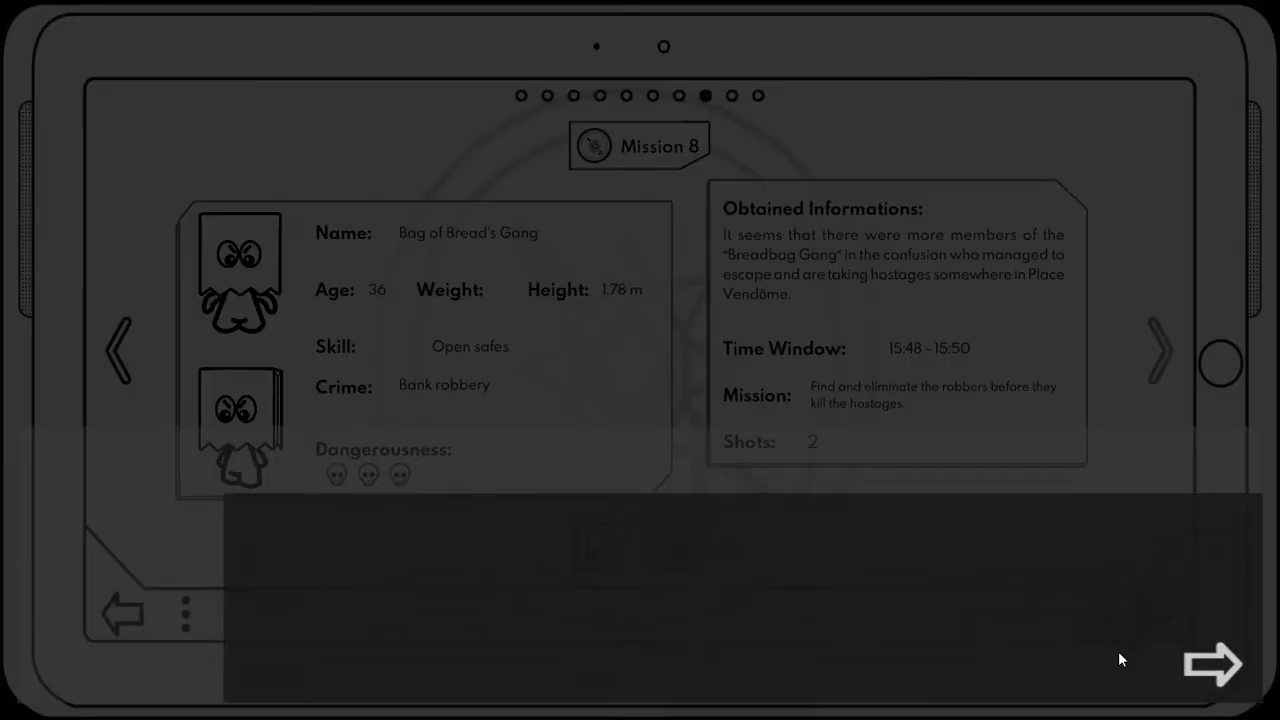 Mission 8
Name: Bag of Bread's Gang
Age: 36 Weight: Height: 1,78 m
Skill: Open safes
Crime: Bank robbery
Dangerousness:
Obtained Informations:
It seems that there were more members of the
"Breadbag Gang" in the confusion who managed to
escape and are taking hostages somewhere in Place
Vendôme.
Time Window: 15:48 - 15:50
Mission: Find and eliminate the robbers before they
kill the hostages.
Shots: 2